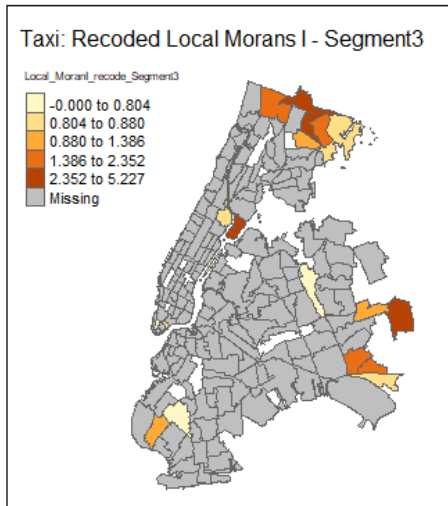 Taxi: Recoded Local Morans I - Segment3
Local_MoranI_recode_Segment3
-0.000 to 0.804
0.804 to 0.880
0.880 to 1.386
1.386 to 2.352
2.352 to 5.227
Missing